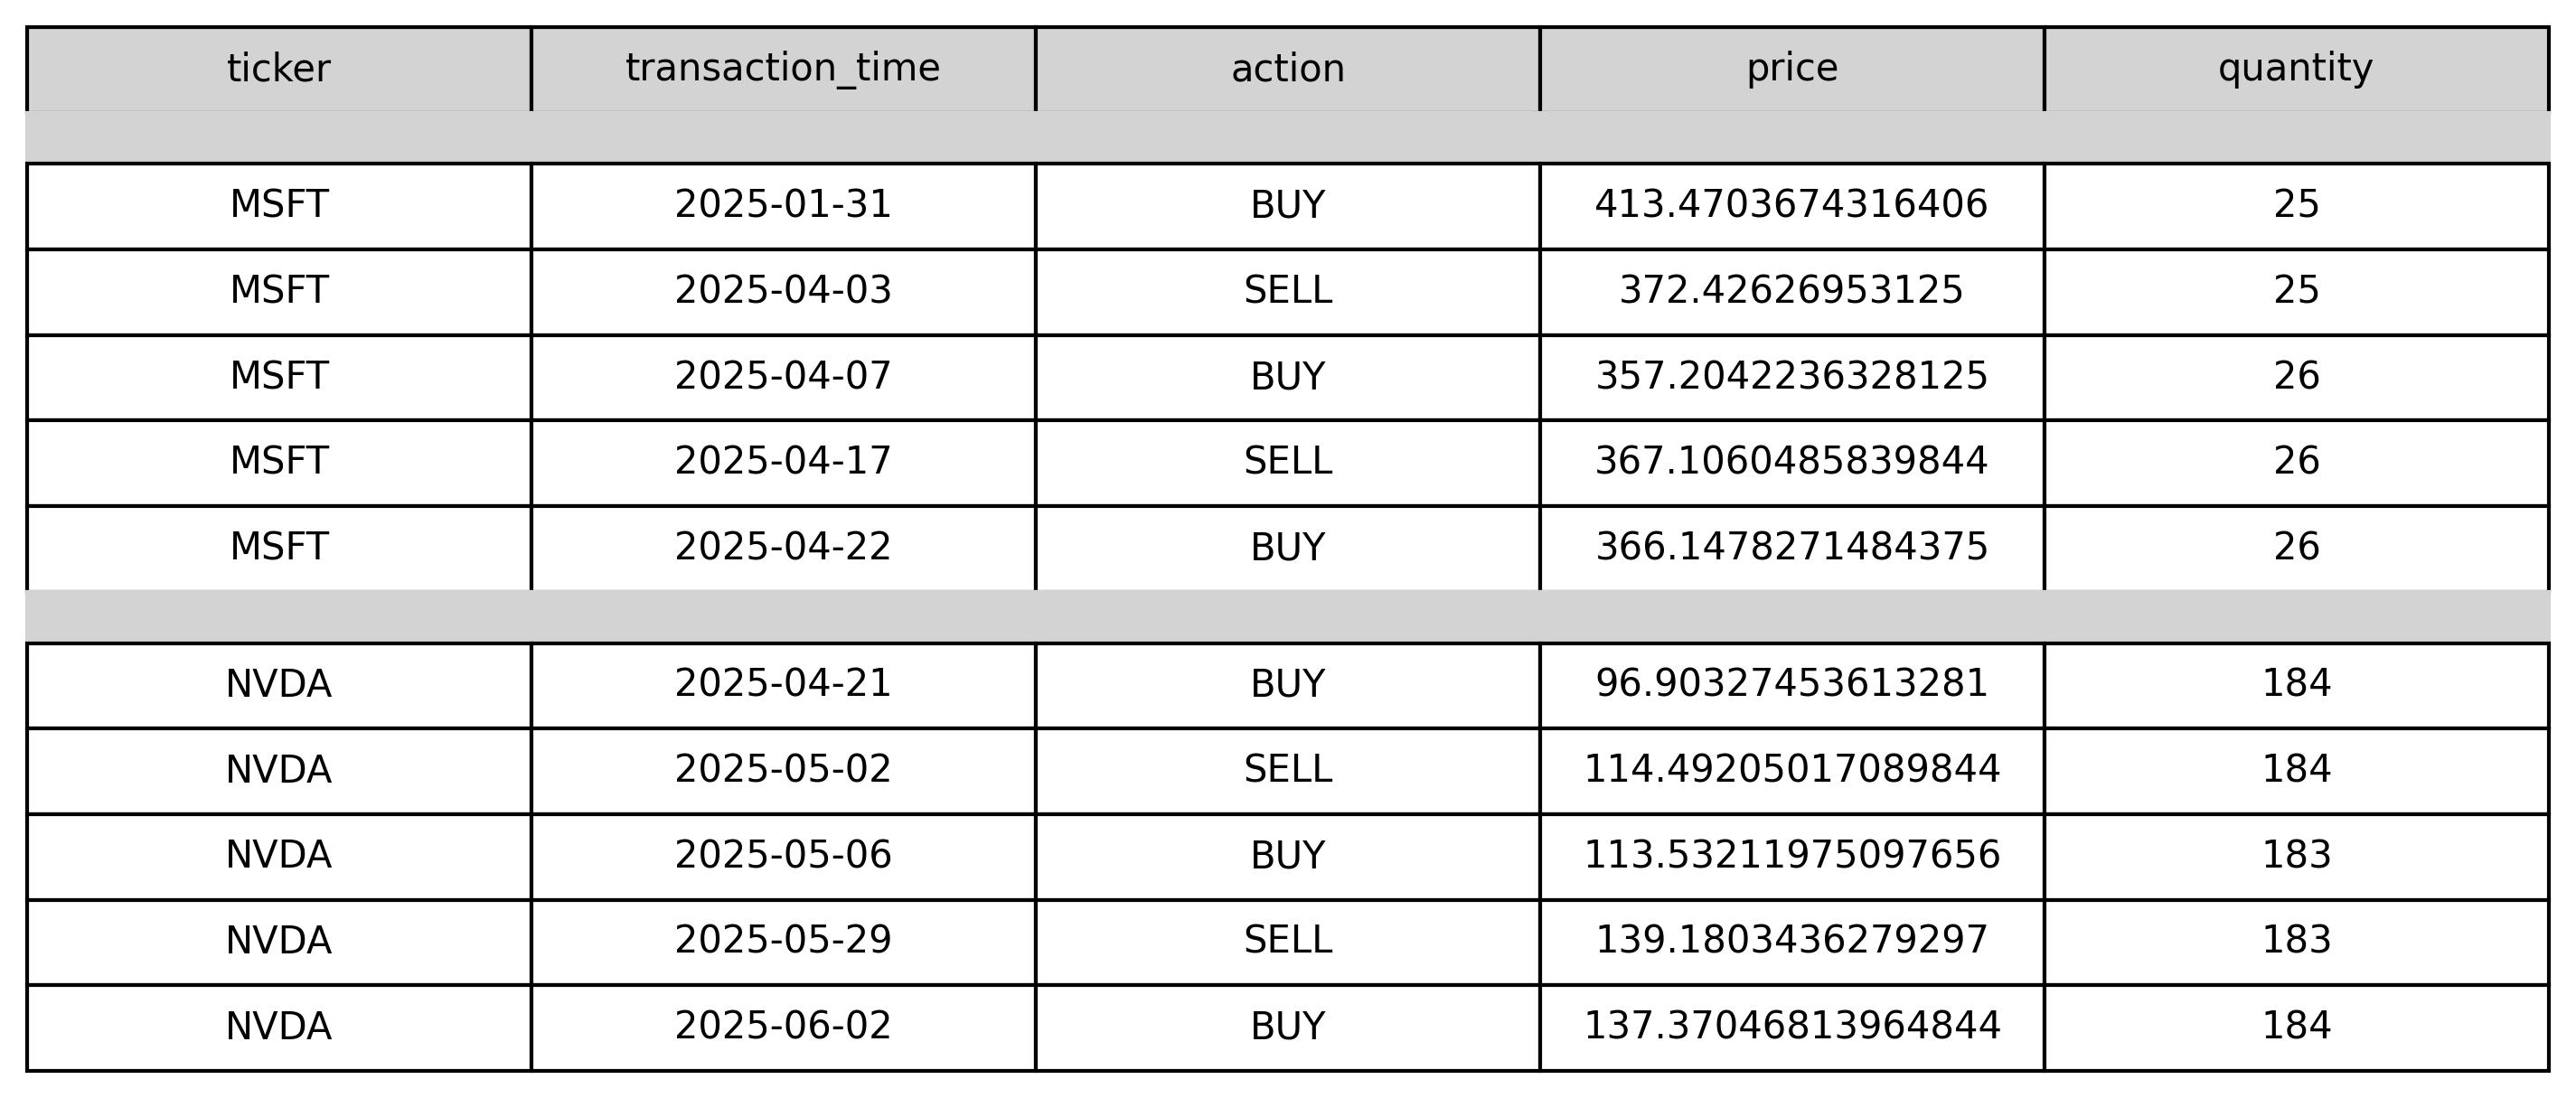 ticker transaction_time action price quantity
MSFT 2025-01-31 BUY 413.4703674316406 25
MSFT 2025-04-03 SELL 372.42626953125 25
MSFT 2025-04-07 BUY 357.2042236328125 26
MSFT 2025-04-17 SELL 367.1060485839844 26
MSFT 2025-04-22 BUY 366.1478271484375 26
NVDA 2025-04-21 BUY 96.90327453613281 184
NVDA 2025-05-02 SELL 114.49205017089844 184
NVDA 2025-05-06 BUY 113.53211975097656 183
NVDA 2025-05-29 SELL 139.1803436279297 183
NVDA 2025-06-02 BUY 137.37046813964844 184